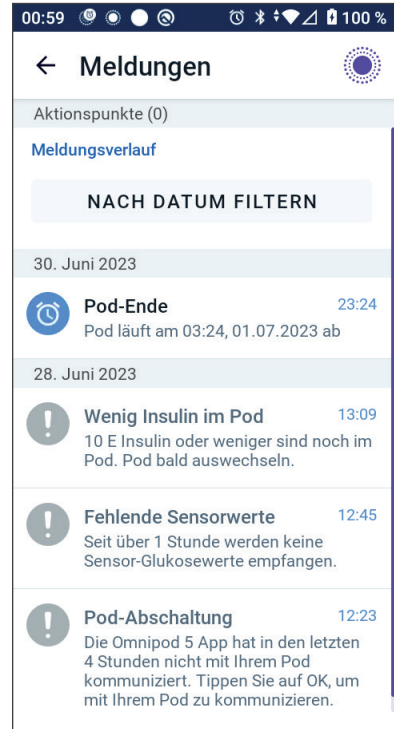 00:59 100 %
Meldungen
Aktionspunkte (0)
Meldungsverlauf
NACH DATUM FILTERN
30. Juni 2023
Pod-Ende 23:24
Pod läuft am 03:24, 01.07.2023 ab
28. Juni 2023
Wenig Insulin im Pod 13:09
10 E Insulin oder weniger sind noch im
Pod. Pod bald auswechseln.
Fehlende Sensorwerte 12:45
Seit über 1 Stunde werden keine
Sensor-Glukosewerte empfangen.
Pod-Abschaltung 12:23
Die Omnipod 5 App hat in den letzten
4 Stunden nicht mit Ihrem Pod
kommuniziert. Tippen Sie auf OK, um
mit Ihrem Pod zu kommunizieren.